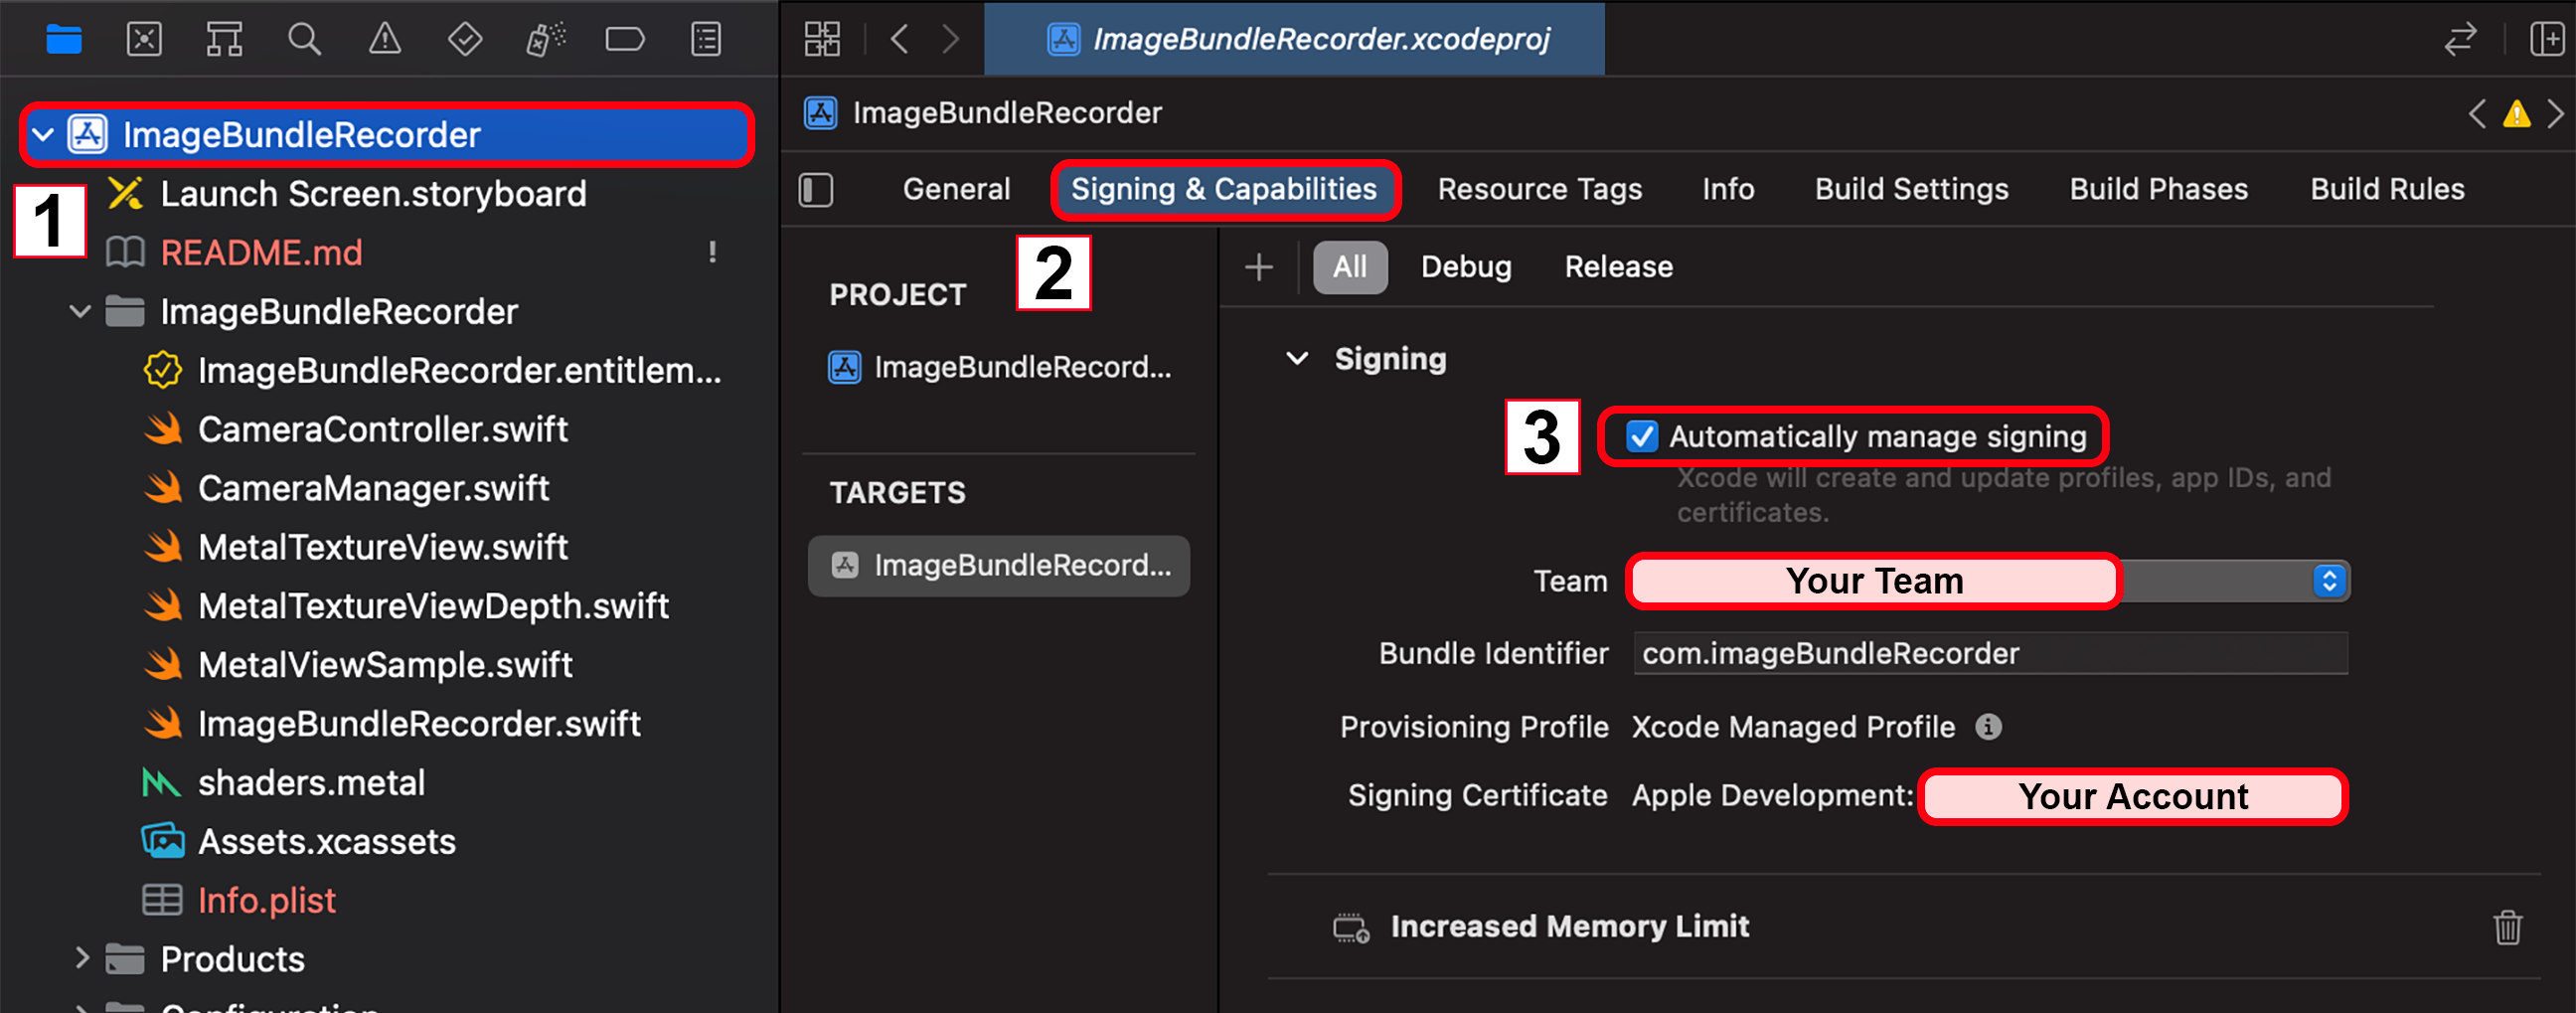 ImageBundleRecorder
1
Launch Screen.storyboard
README.md !
ImageBundleRecorder
ImageBundleRecorder.entitlem...
CameraController.swift
CameraManager.swift
MetalTextureView.swift
MetalTextureViewDepth.swift
MetalViewSample.swift
ImageBundleRecorder.swift
shaders.metal
Assets.xcassets
Info.plist
Products
Configuration
ImageBundleRecorder.xcodeproj
ImageBundleRecorder
General Signing & Capabilities Resource Tags Info Build Settings Build Phases Build Rules
2
PROJECT
ImageBundleRecord...
TARGETS
ImageBundleRecord...
All Debug Release
Signing
3
Automatically manage signing
Xcode will create and update profiles, app IDs, and
certificates.
Team Your Team
Bundle Identifier com.imageBundleRecorder
Provisioning Profile Xcode Managed Profile
Signing Certificate Apple Development: Your Account
Increased Memory Limit